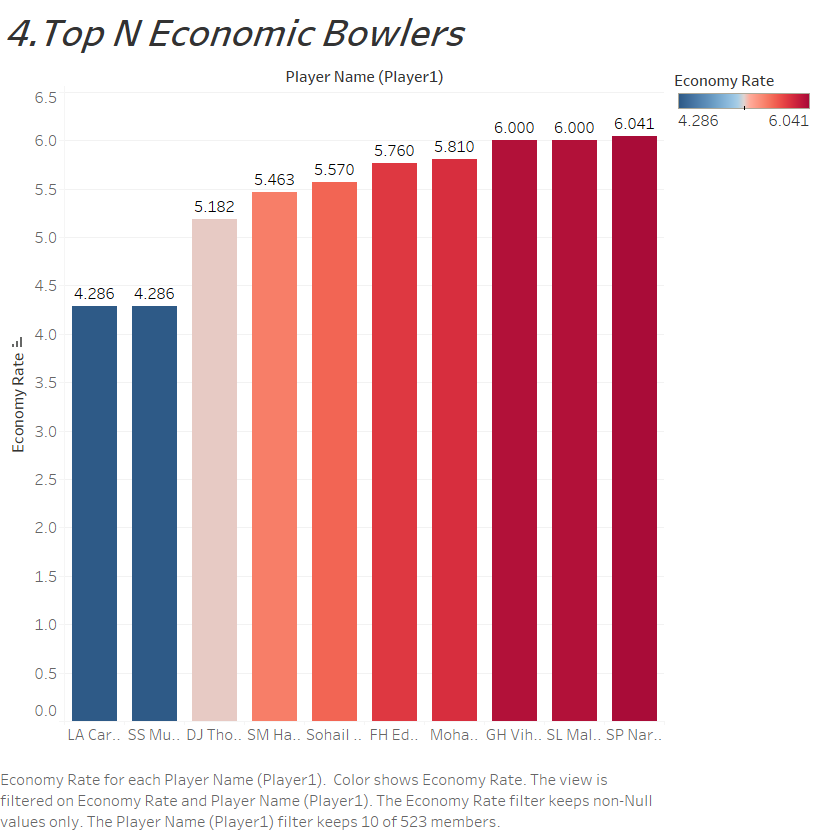 4.Top N Economic Bowlers
Player Name (Player1)
Economy Rate
4.286 6.041
6.5
6.0
5.5
5.0
4.5
4.0
3.5
3.0
2.5
2.0
1.5
1.0
0.5
0.0
Economy Rate
4.286 4.286 5.182 5.463 5.570 5.760 5.810 6.000 6.000 6.041
LA Car.. SS Mu.. DJ Tho.. SM Ha.. Sohail .. FH Ed.. Moha.. GH Vih.. SL Mal.. SP Nar..
Economy Rate for each Player Name (Player1).  Color shows Economy Rate. The view is
filtered on Economy Rate and Player Name (Player1). The Economy Rate filter keeps non-Null
values only. The Player Name (Player1) filter keeps 10 of 523 members.